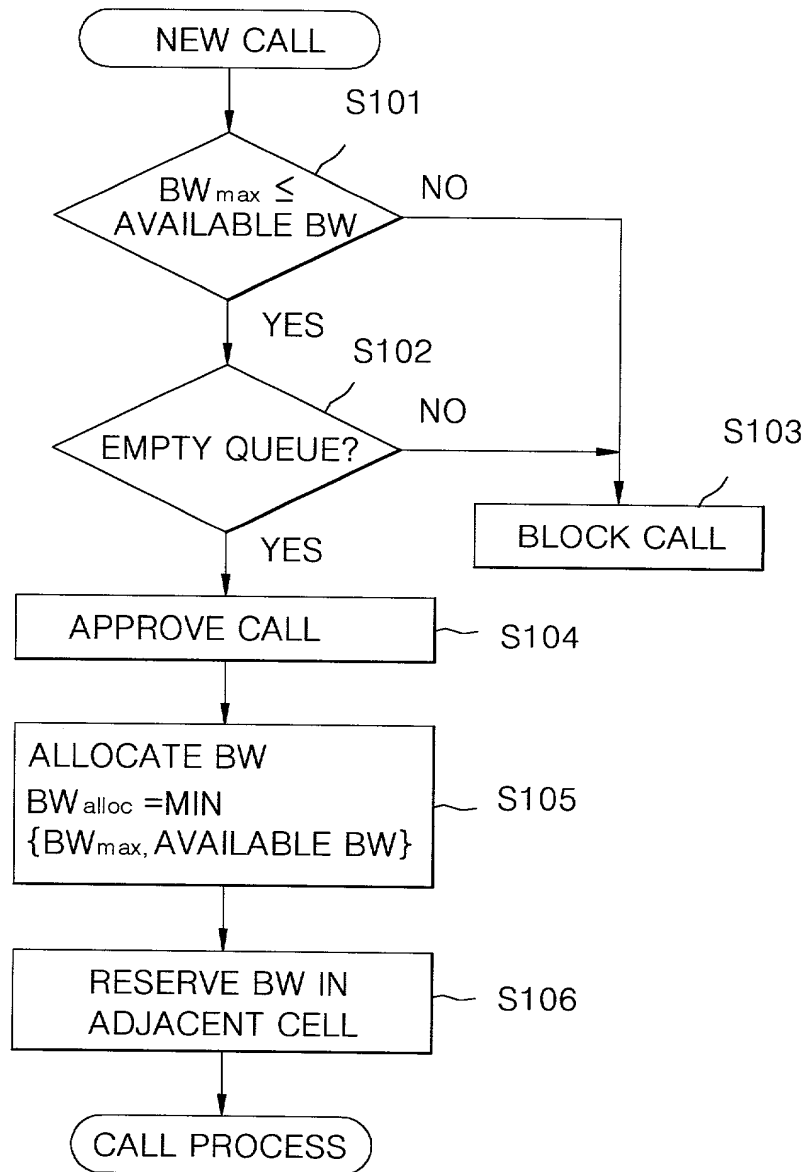 NEW CALL
S101
BWmax ≤
AVAILABLE BW
NO
YES
S102
EMPTY QUEUE?
NO
S103
BLOCK CALL
YES
APPROVE CALL
S104
ALLOCATE BW
BWalloc =MIN
{BWmax, AVAILABLE BW}
S105
RESERVE BW IN
ADJACENT CELL
S106
CALL PROCESS